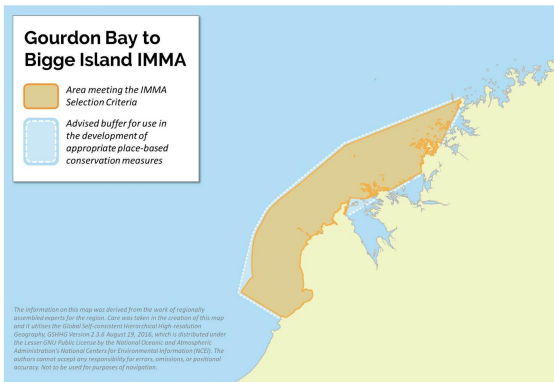 Gourdon Bay to
Bigge Island IMMA
Area meeting the IMMA
Selection Criteria
Advised buffer for use in
the development of
appropriate place-based
conservation measures
The information on this map was derived from the work of regionally
assembled experts for the region. Care was taken in the creation of this map
and it utilises the Global Self-consistent Hierarchical High-resolution
Geography, GSHHG Version 2.3.6 August 19, 2016, which is distributed under
the Lesser GNU Public License by the National Oceanic and Atmospheric
Administration's National Centers for Environmental Information (NCEI). The
authors cannot accept any responsibility for errors, omissions, or positional
accuracy. Not to be used for purposes of navigation.